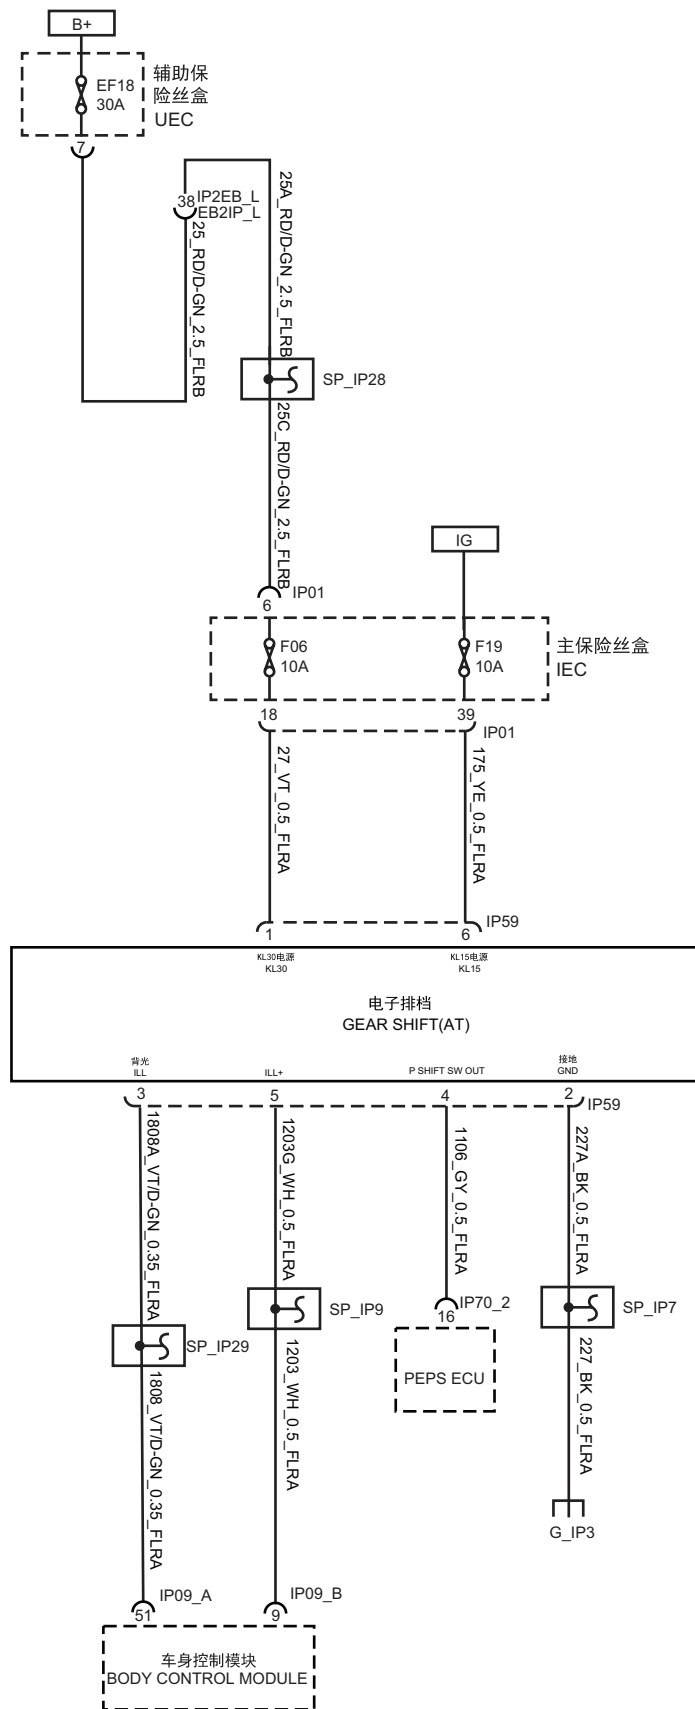 B+
EF18
30A
辅助保
险丝盒
UEC
7
38
IP2EB_L
EB2IP_L
25_RD/D-GN_2.5_FLRB
25A_RD/D-GN_2.5_FLRB
SP_IP28
25C_RD/D-GN_2.5_FLRB
IG
6
IP01
F06
10A
F19
10A
主保险丝盒
IEC
18
39
IP01
27_VT_0.5_FLRA
175_YE_0.5_FLRA
1
6
IP59
KL30电源
KL30
KL15电源
KL15
电子排档
GEAR SHIFT(AT)
背光
ILL
ILL+
P SHIFT SW OUT
接地
GND
3
5
4
2
IP59
1808A_VT/D-GN_0.35_FLRA
1203G_WH_0.5_FLRA
1106_GY_0.5_FLRA
227A_BK_0.5_FLRA
SP_IP29
SP_IP9
16
IP70_2
SP_IP7
PEPS ECU
1808_VT/D-GN_0.35_FLRA
1203_WH_0.5_FLRA
227_BK_0.5_FLRA
G_IP3
51
IP09_A
9
IP09_B
车身控制模块
BODY CONTROL MODULE